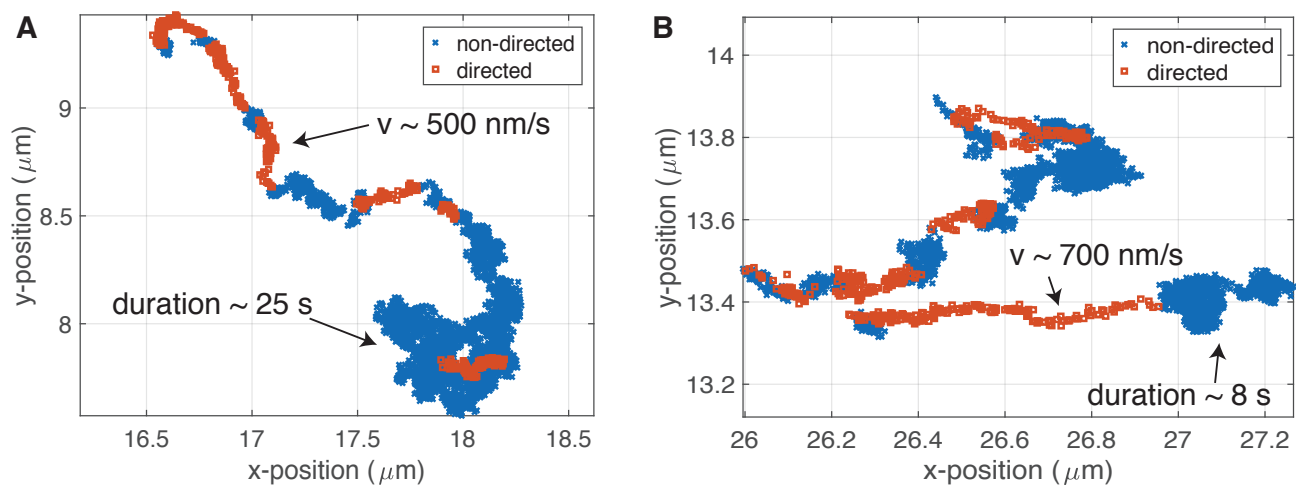 A
non-directed
directed
v ~ 500 nm/s
duration ~ 25 s
9
8.5
8
y-position (μm)
16.5 17 17.5 18 18.5
x-position (μm)
B
non-directed
directed
v ~ 700 nm/s
duration ~ 8 s
14
13.8
13.6
13.4
13.2
y-position (μm)
26 26.2 26.4 26.6 26.8 27 27.2
x-position (μm)